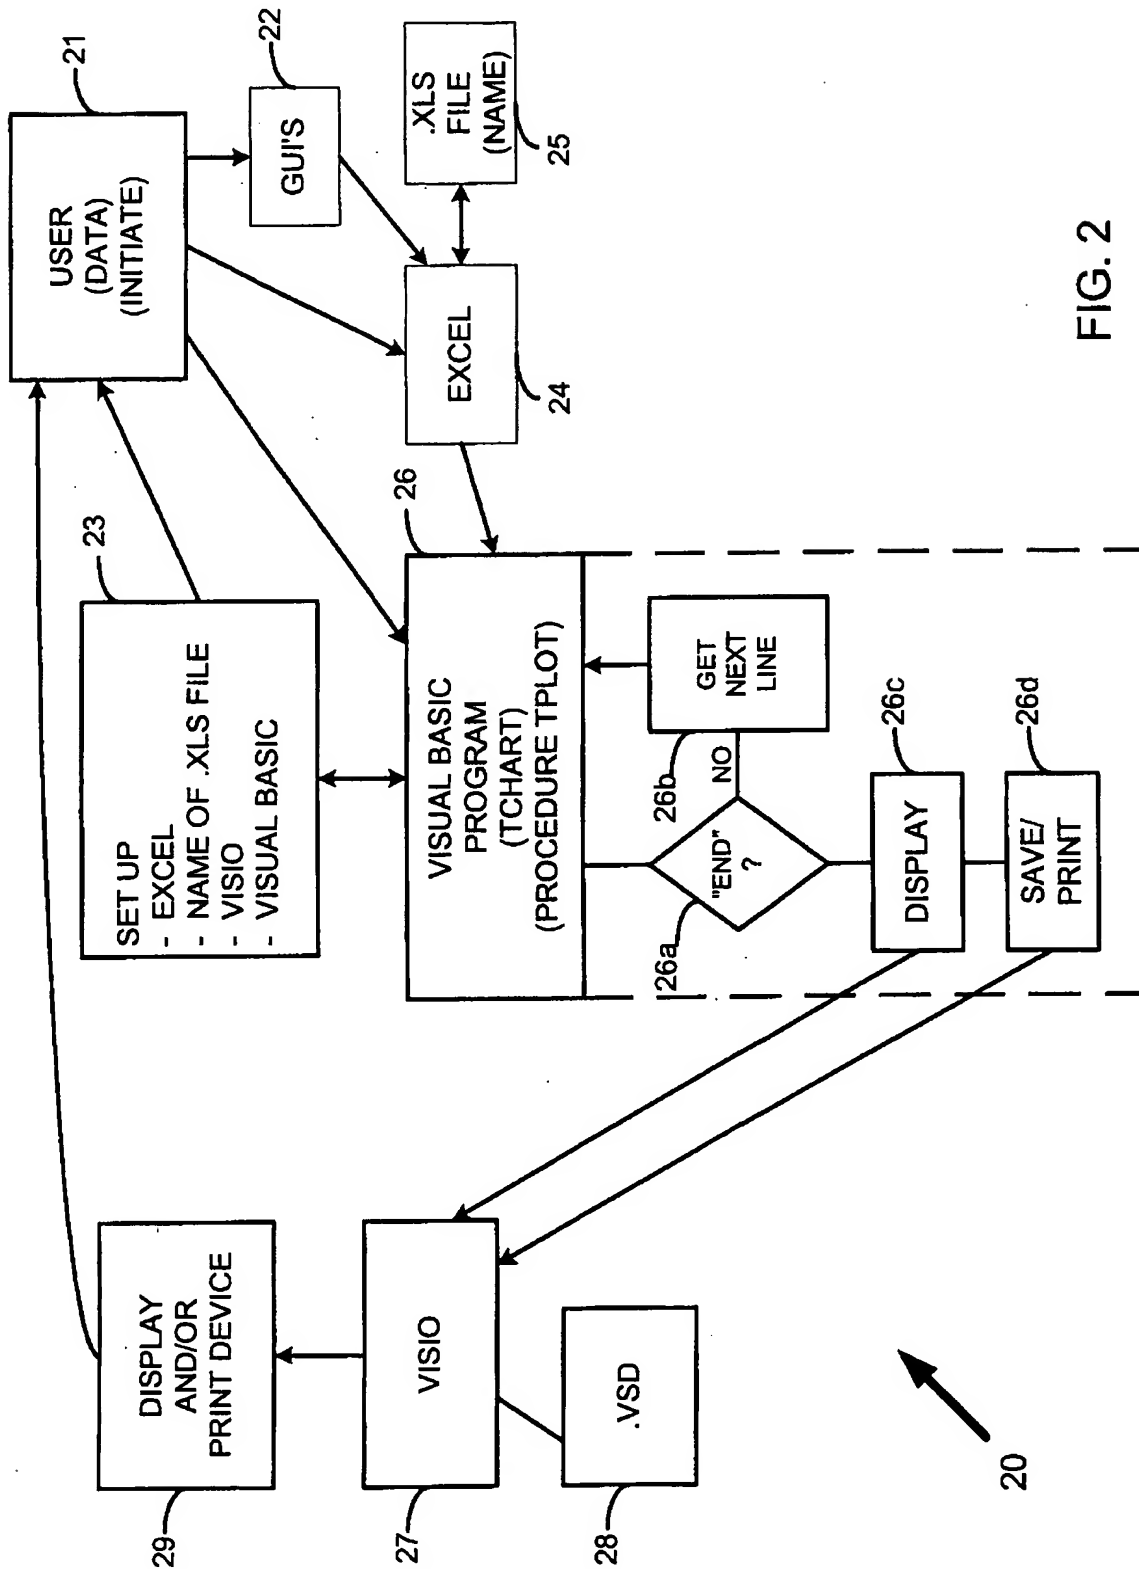 29
DISPLAY
AND/OR
PRINT DEVICE
23
SET UP
- EXCEL
- NAME OF .XLS FILE
- VISIO
- VISUAL BASIC
21
USER
(DATA)
(INITIATE)
22
GUI'S
27
VISIO
28
.VSD
26
VISUAL BASIC
PROGRAM
(TCHART)
(PROCEDURE TPLOT)
24
EXCEL
25
.XLS
FILE
(NAME)
26a
"END"
?
NO
26b
GET
NEXT
LINE
26c
DISPLAY
26d
SAVE/
PRINT
20
FIG. 2